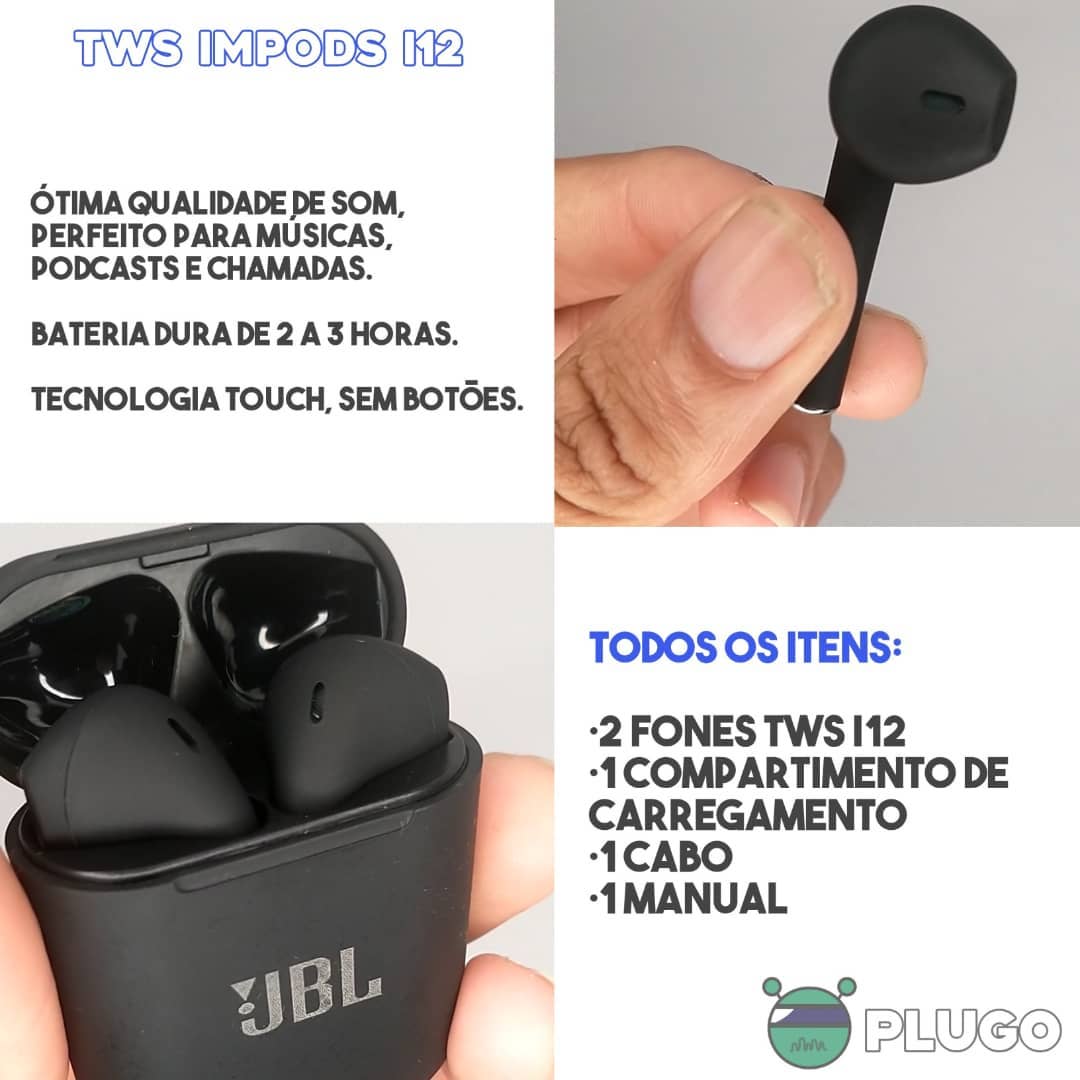 TWS IMPODS I12
ÓTIMA QUALIDADE DE SOM,
PERFEITO PARA MÚSICAS,
PODCASTS E CHAMADAS.
BATERIA DURA DE 2 A 3 HORAS.
TECNOLOGIA TOUCH, SEM BOTÕES.
JBL
TODOS OS ITENS:
•2 FONES TWS I12
•1 COMPARTIMENTO DE
CARREGAMENTO
•1 CABO
•1 MANUAL
PLUGO